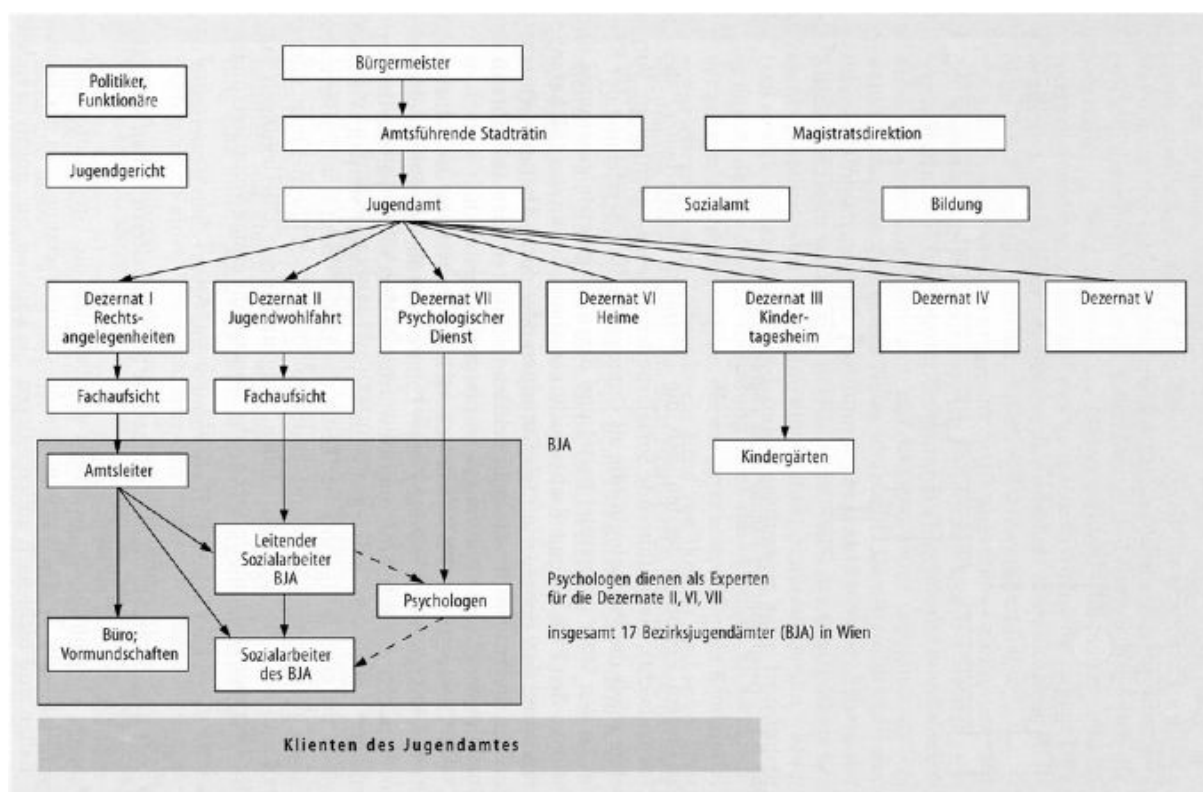 Bürgermeister
Politiker,
Funktionäre
Amtsführende Stadträtin
Magistratsdirektion
Jugendgericht
Jugendamt
Sozialamt
Bildung
Dezernat I
Rechts-
angelegenheiten
Dezernat II
Jugendwohlfahrt
Dezernat VII
Psychologischer
Dienst
Dezernat VI
Heime
Dezernat III
Kinder-
tagesheim
Dezernat IV
Dezernat V
Fachaufsicht
Fachaufsicht
BJA
Amtsleiter
Kindergärten
Leitender
Sozialarbeiter
BJA
Psychologen
Psychologen dienen als Experten
für die Dezernate II, VI, VII
insgesamt 17 Bezirksjugendämter (BJA) in Wien
Büro;
Vormundschaften
Sozialarbeiter
des BJA
Klienten des Jugendamtes